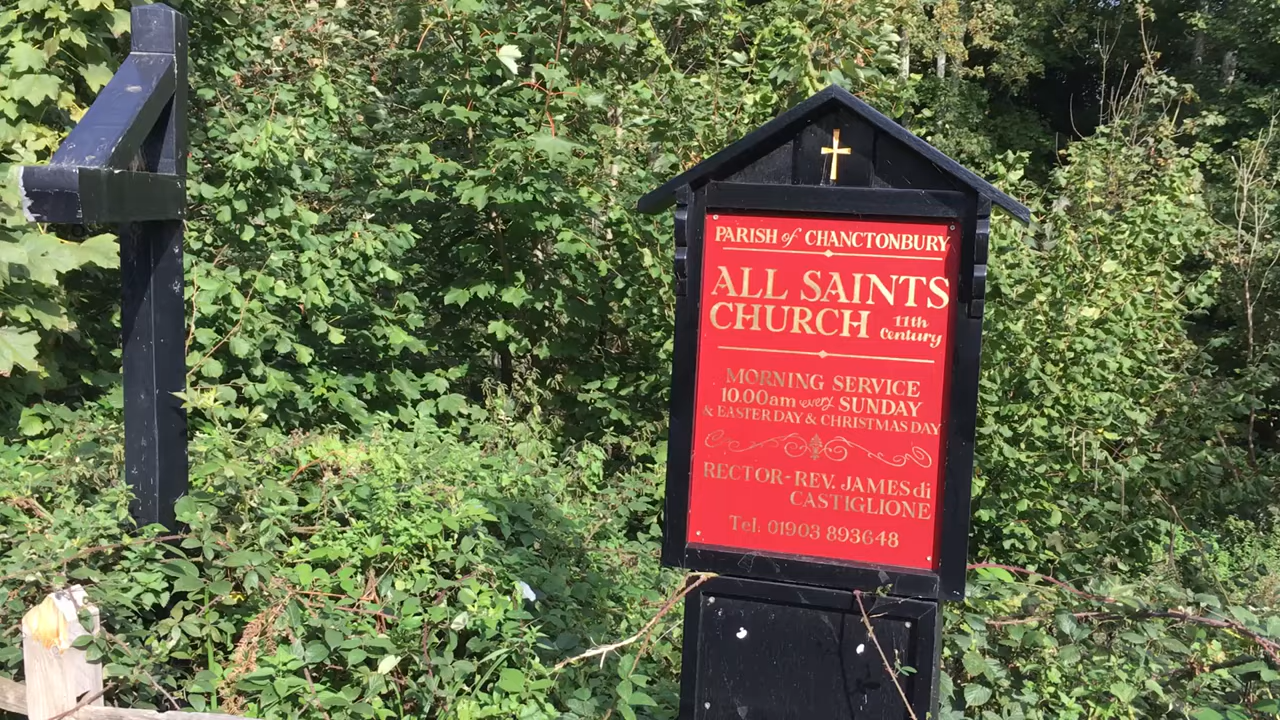 PARISH of CHANCTONBURY
ALL SAINTS
CHURCH 11th Century
MORNING SERVICE
10.00am every SUNDAY
& EASTER DAY & CHRISTMAS DAY
RECTOR - REV. JAMES di
CASTIGLIONE
Tel: 01903 893648